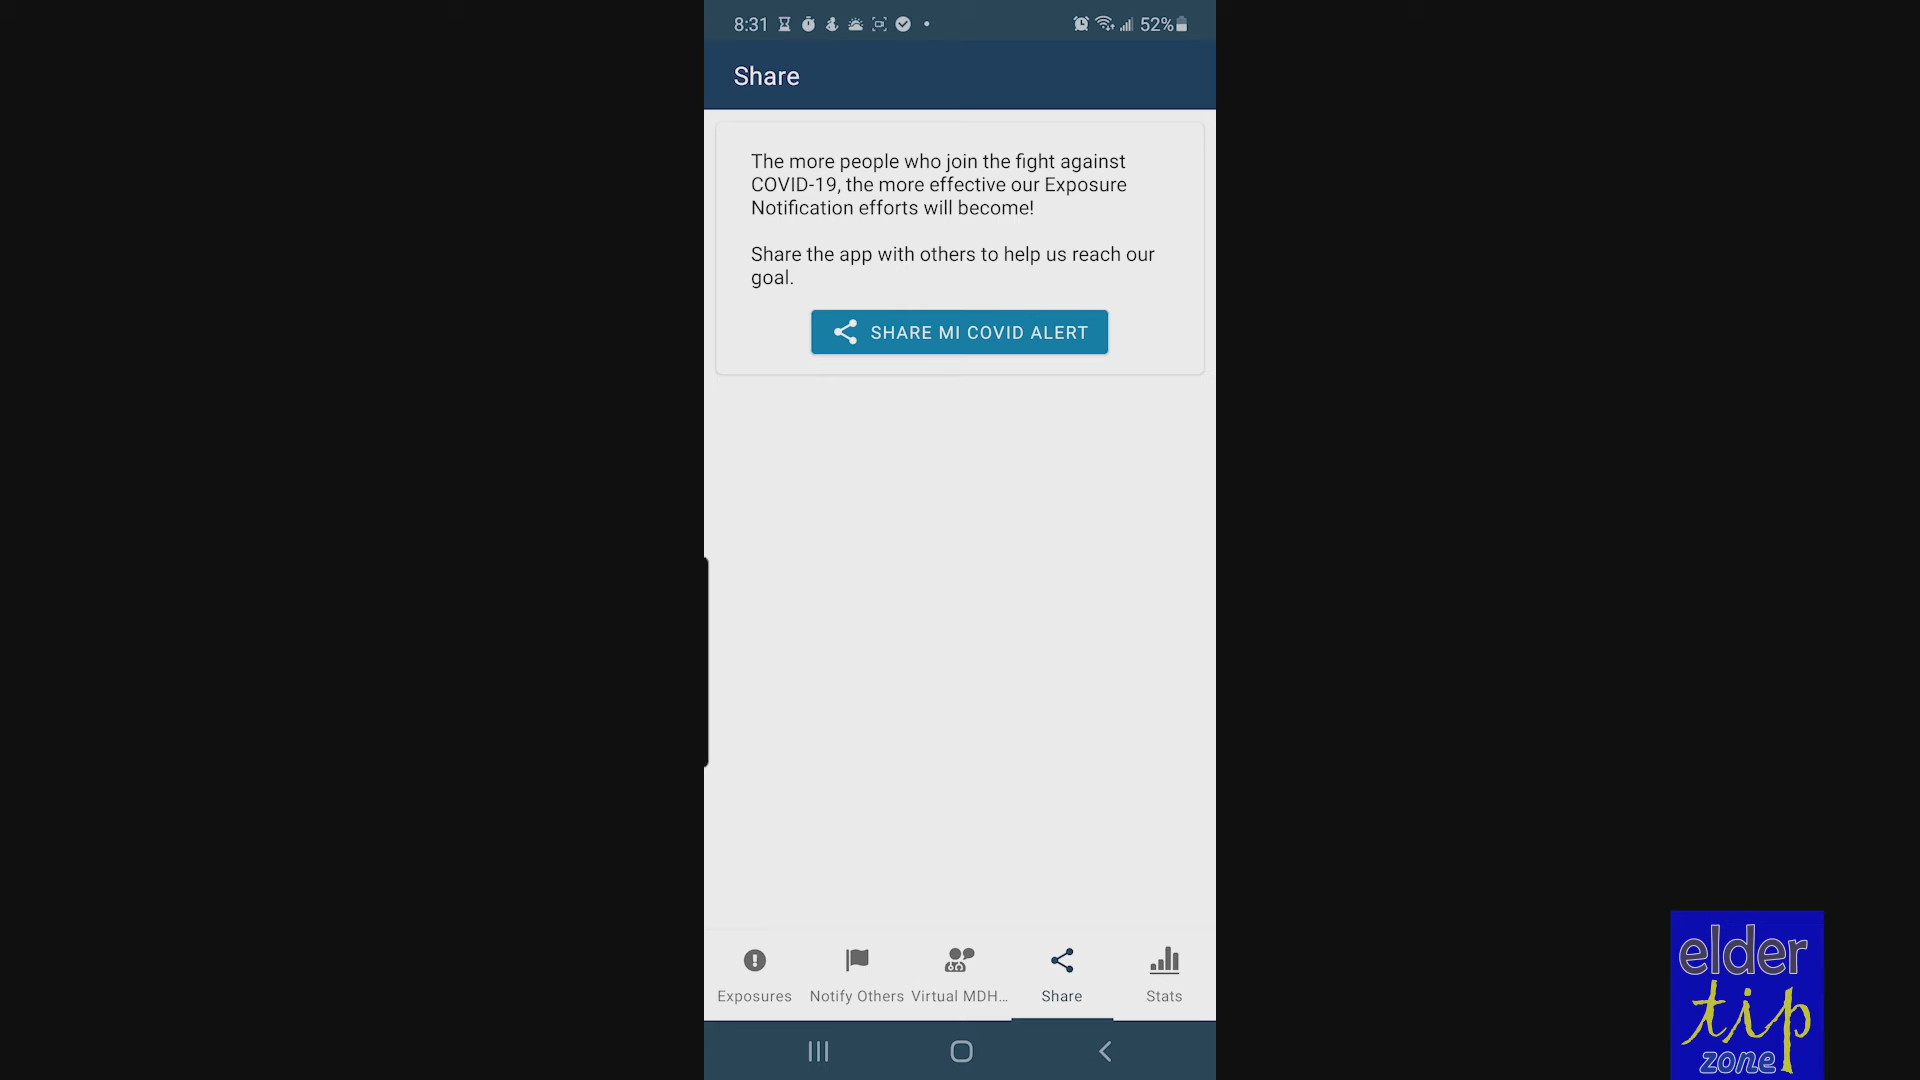 8:31
52%
Share
The more people who join the fight against
COVID-19, the more effective our Exposure
Notification efforts will become!
Share the app with others to help us reach our
goal.
SHARE MI COVID ALERT
Exposures
Notify Others
Virtual MDH...
Share
Stats
elder
tip
zone